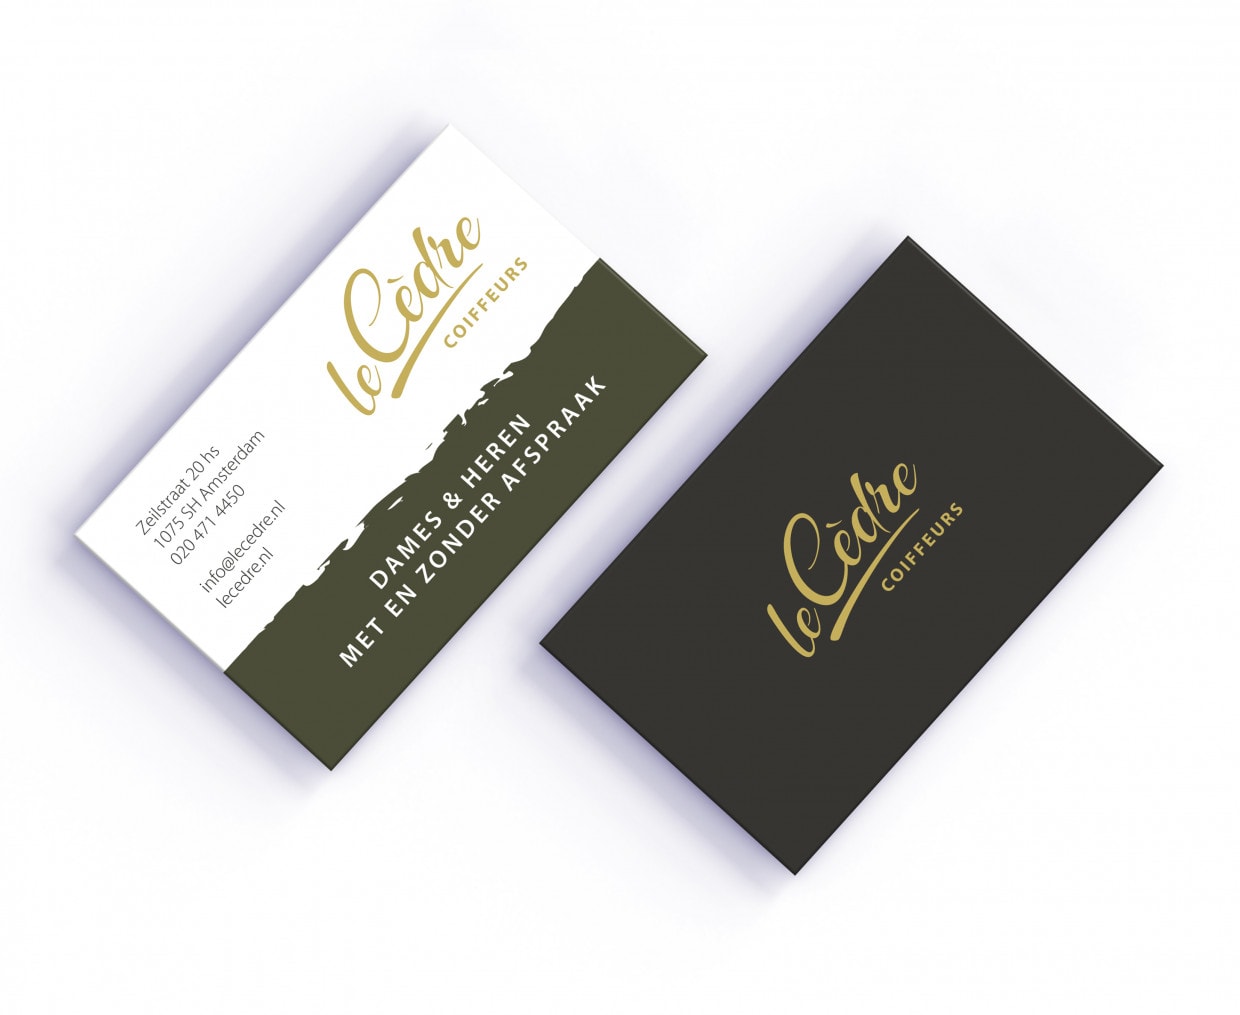 le Cèdre
COIFFEURS
Zeilstraat 20 hs
1075 SH Amsterdam
020 471 4450
info@lecedre.nl
lecedre.nl
DAMES & HEREN
MET EN ZONDER AFSPRAAK
le Cèdre
COIFFEURS